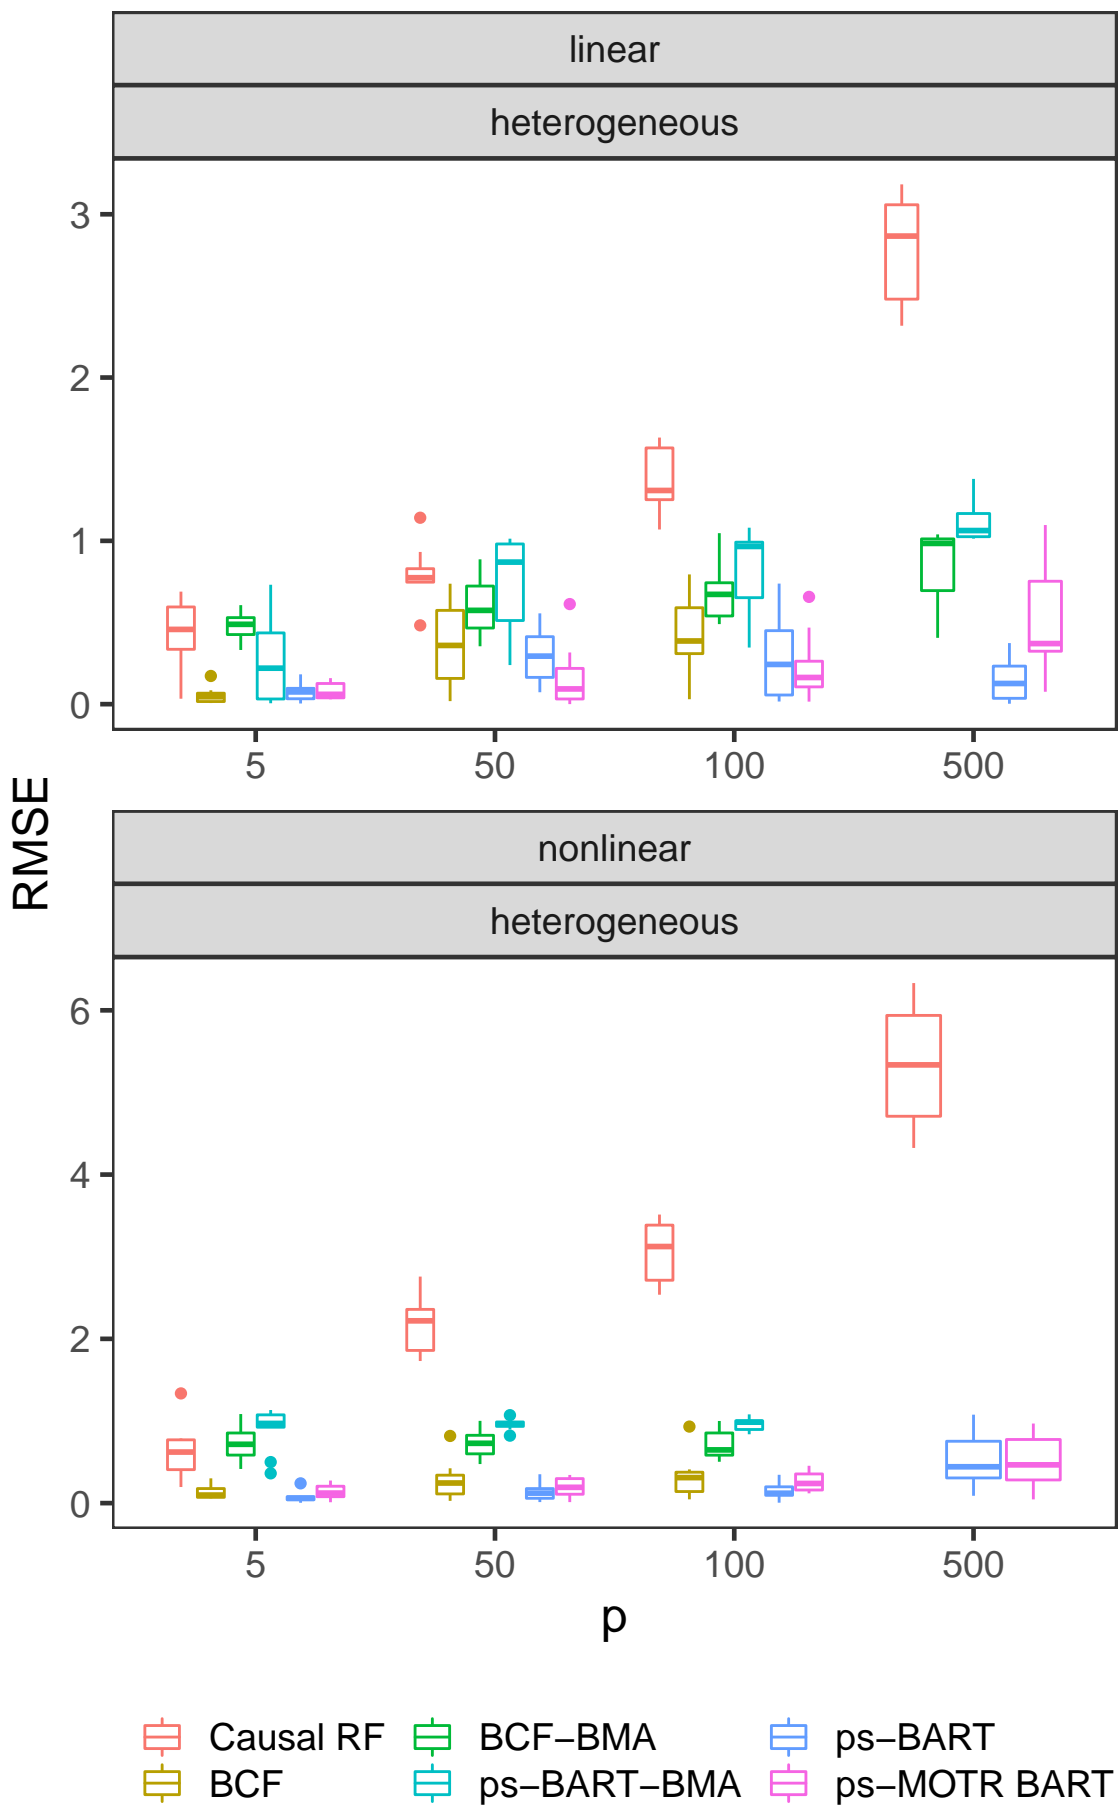 linear
heterogeneous
3
2
1
0
5 50 100 500
RMSE
nonlinear
heterogeneous
6
4
2
0
5 50 100 500
p
Causal RF BCF−BMA ps−BART
BCF ps−BART−BMA ps−MOTR BART